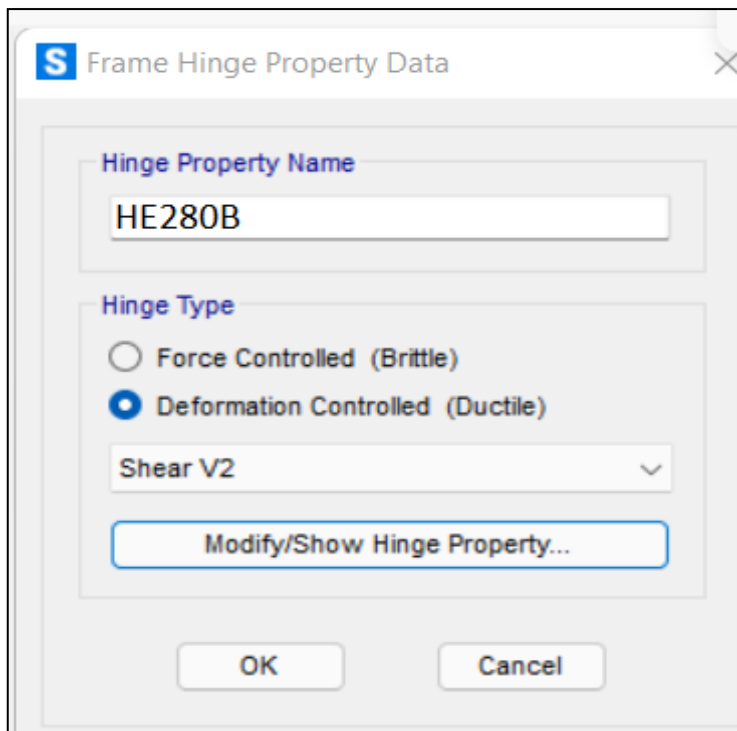 S Frame Hinge Property Data
Hinge Property Name
HE280B
Hinge Type
Force Controlled (Brittle)
Deformation Controlled (Ductile)
Shear V2
Modify/Show Hinge Property...
OK Cancel